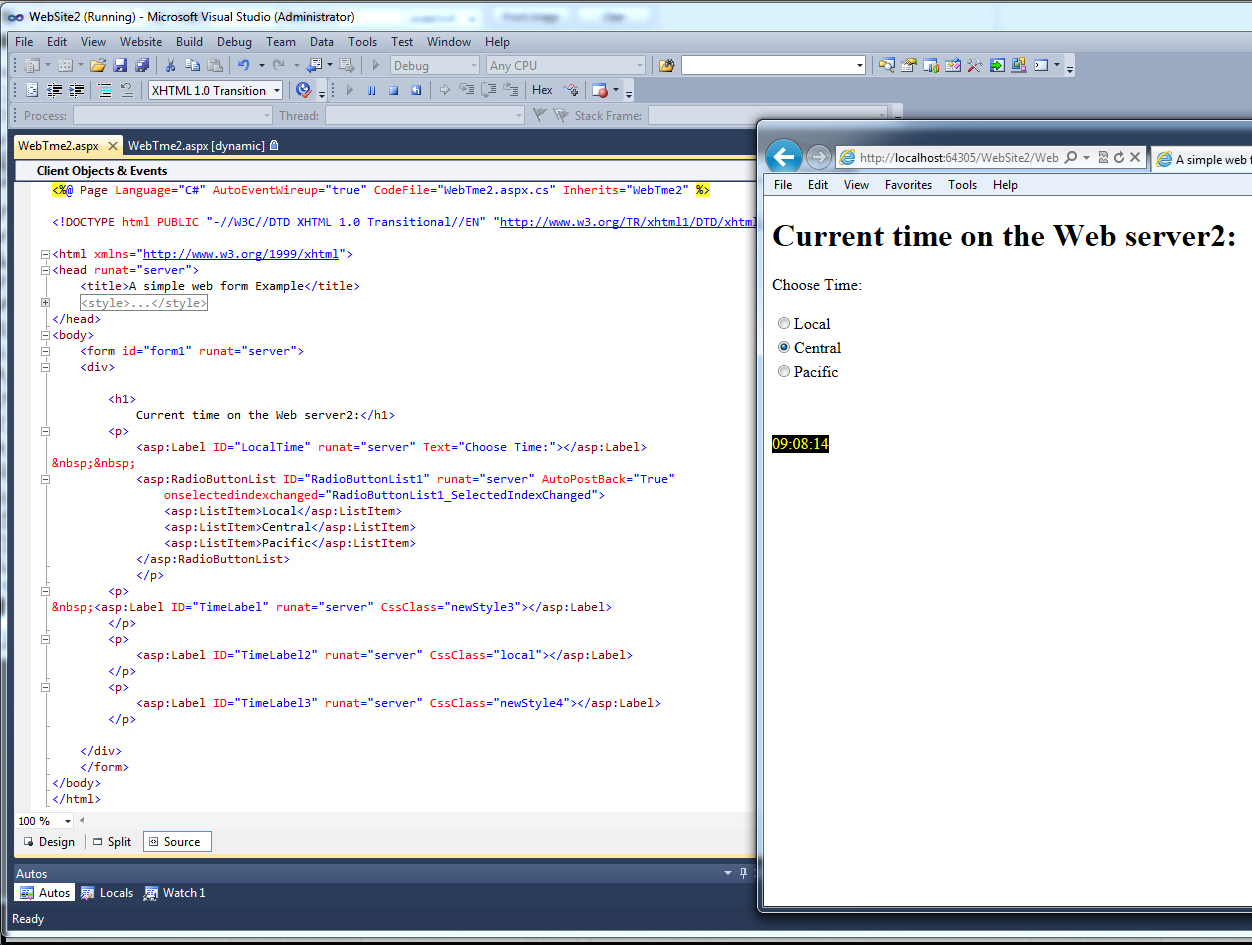 WebSite2 (Running) - Microsoft Visual Studio (Administrator)
File Edit View Website Build Debug Team Data Tools Test Window Help
Debug Any CPU
XHTML 1.0 Transition Hex
Process: Thread: Stack Frame:
WebTme2.aspx WebTme2.aspx [dynamic]
Client Objects & Events
<%@ Page Language="C#" AutoEventWireup="true" CodeFile="WebTme2.aspx.cs" Inherits="WebTme2" %>
<!DOCTYPE html PUBLIC "-//W3C//DTD XHTML 1.0 Transitional//EN" "http://www.w3.org/TR/xhtml1/DTD/xhtml
<html xmlns="http://www.w3.org/1999/xhtml">
<head runat="server">
<title>A simple web form Example</title>
<style>...</style>
</head>
<body>
<form id="form1" runat="server">
<div>
<h1>
Current time on the Web server2:</h1>
<p>
<asp:Label ID="LocalTime" runat="server" Text="Choose Time:"></asp:Label>
&nbsp;&nbsp;
<asp:RadioButtonList ID="RadioButtonList1" runat="server" AutoPostBack="True"
onselectedindexchanged="RadioButtonList1_SelectedIndexChanged">
<asp:ListItem>Local</asp:ListItem>
<asp:ListItem>Central</asp:ListItem>
<asp:ListItem>Pacific</asp:ListItem>
</asp:RadioButtonList>
</p>
<p>
&nbsp;<asp:Label ID="TimeLabel" runat="server" CssClass="newStyle3"></asp:Label>
</p>
<p>
<asp:Label ID="TimeLabel2" runat="server" CssClass="local"></asp:Label>
</p>
<p>
<asp:Label ID="TimeLabel3" runat="server" CssClass="newStyle4"></asp:Label>
</p>
</div>
</form>
</body>
</html>
100 %
Design Split Source
Autos
Autos Locals Watch 1
Ready
http://localhost:64305/WebSite2/Web
A simple web f
File Edit View Favorites Tools Help
Current time on the Web server2:
Choose Time:
Local
Central
Pacific
09:08:14